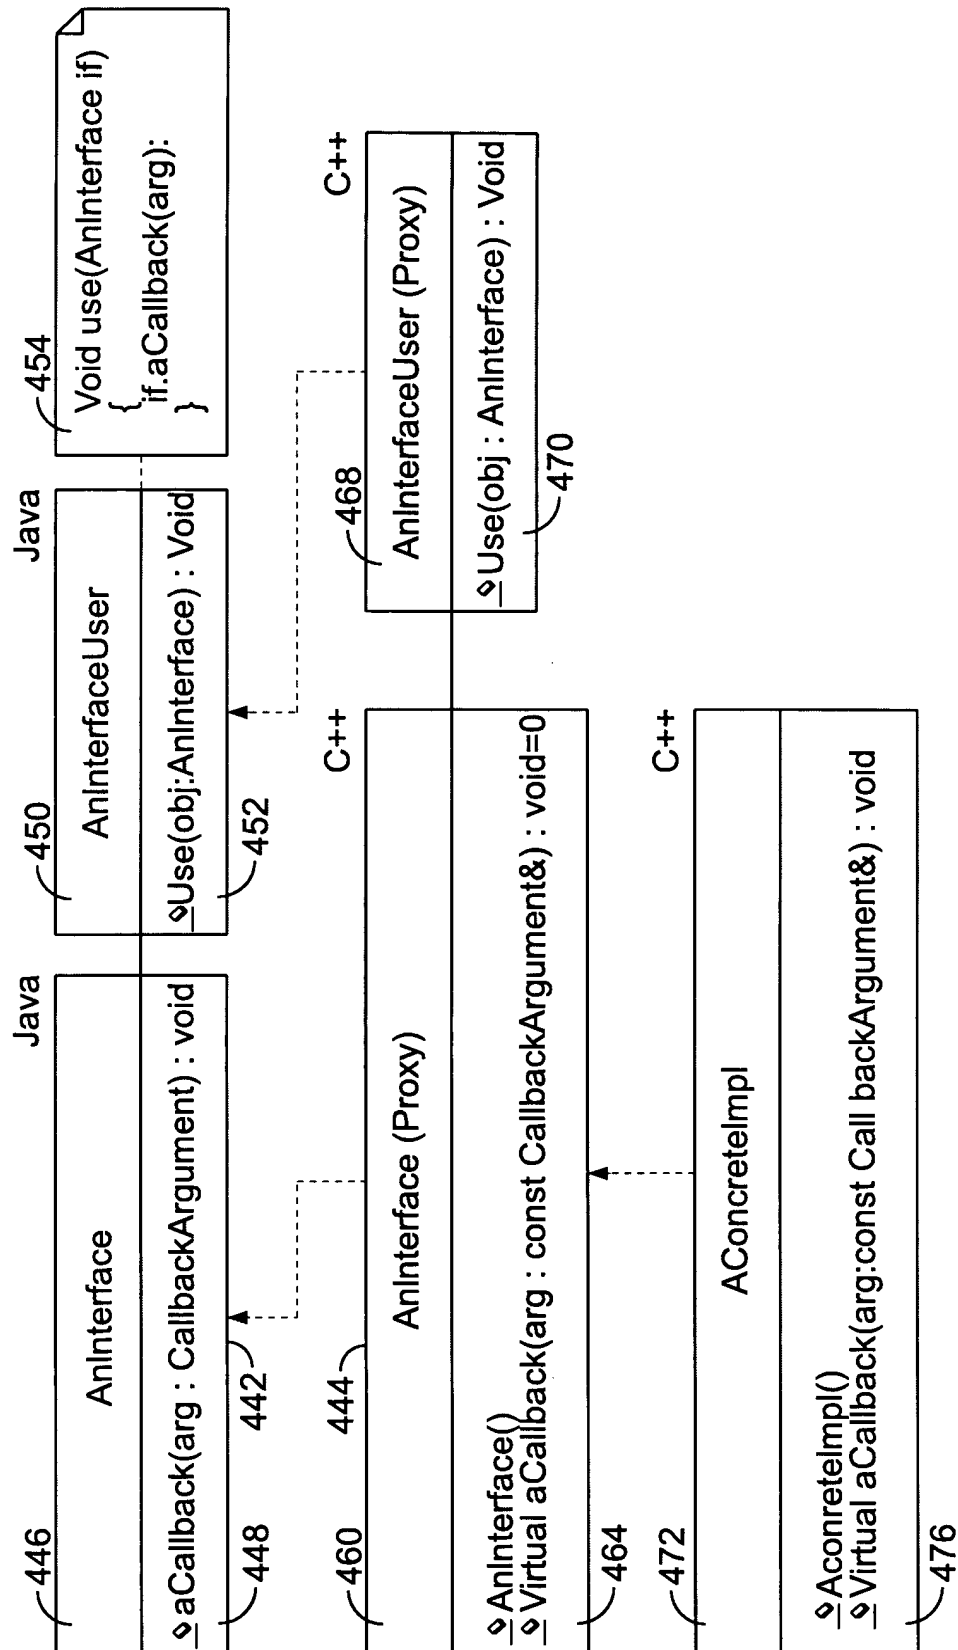 446
AnInterface
Java
aCallback(arg : CallbackArgument) : void
448
442
450
AnInterfaceUser
Java
Use(obj:AnInterface) : Void
452
454
Void use(AnInterface if)
{
if.aCallback(arg):
}
460
444
AnInterface (Proxy)
C++
AnInterface()
Virtual aCallback(arg : const CallbackArgument&) : void=0
464
468
AnInterfaceUser (Proxy)
C++
Use(obj : AnInterface) : Void
470
472
AConcreteImpl
C++
AconreteImpl()
Virtual aCallback(arg:const Call backArgument&) : void
476